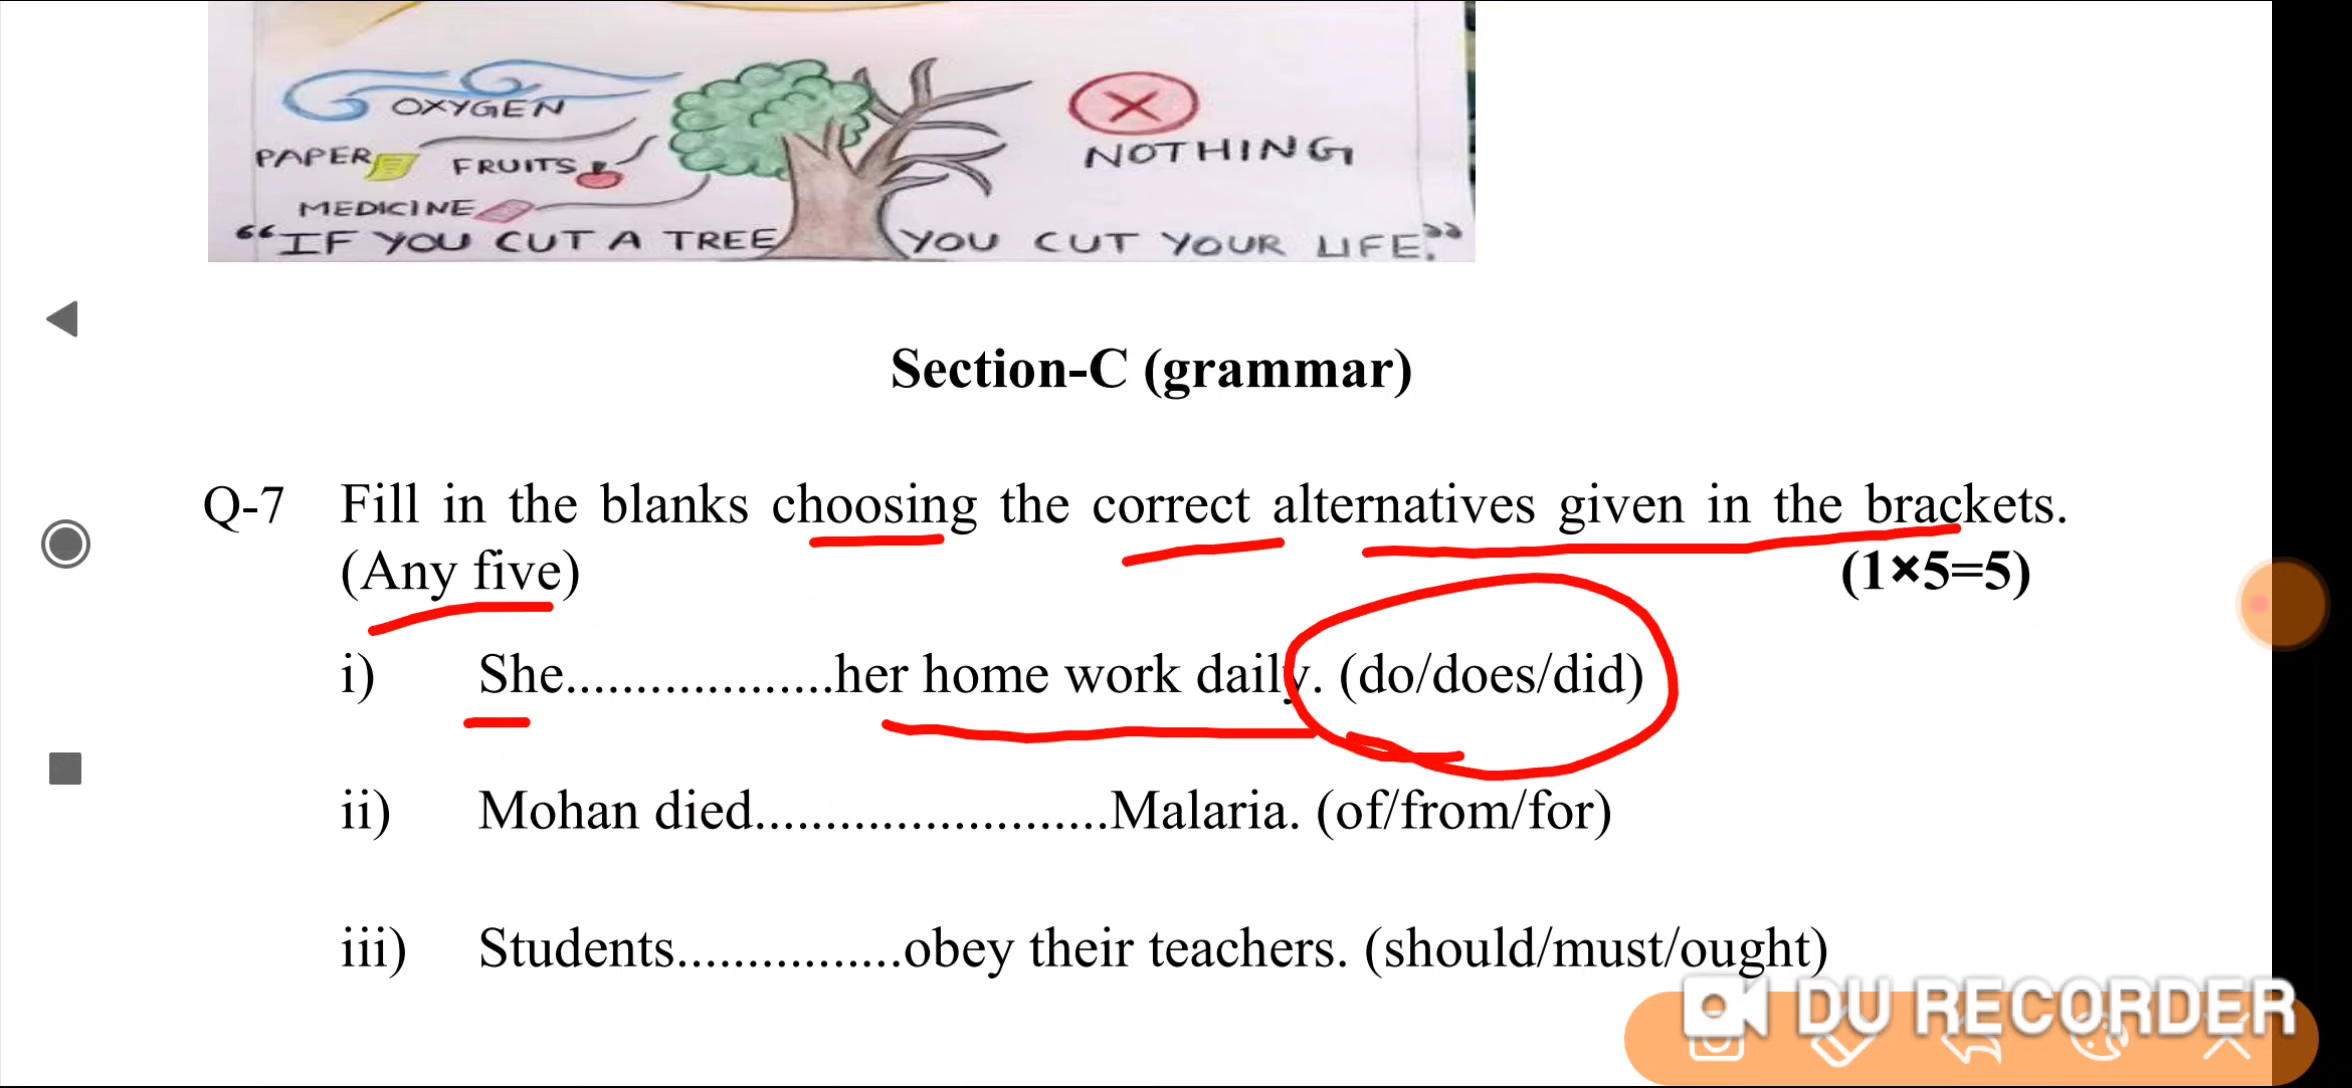 OXYGEN
PAPER FRUITS
NOTHING
MEDICINE
“IF YOU CUT A TREE YOU CUT YOUR LIFE.”
Section-C (grammar)
Q-7 Fill in the blanks choosing the correct alternatives given in the brackets.
(Any five) (1×5=5)
i) She...................her home work daily. (do/does/did)
ii) Mohan died.........................Malaria. (of/from/for)
iii) Students................obey their teachers. (should/must/ought)
DU RECORDER